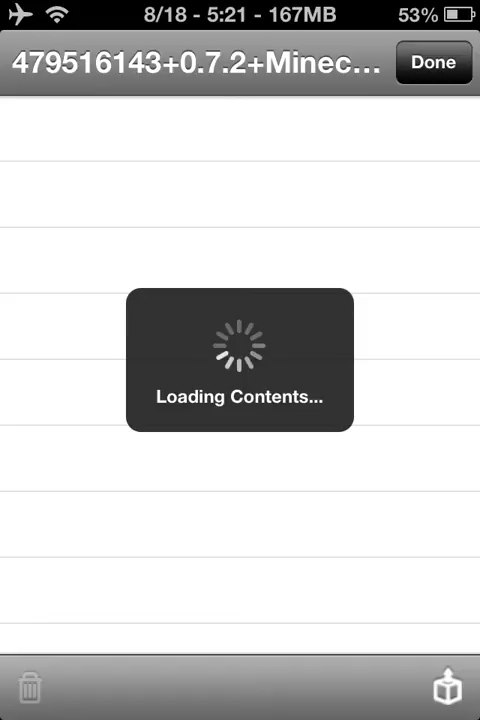 8/18 - 5:21 - 167MB
53%
479516143+0.7.2+Minec...
Done
Loading Contents...